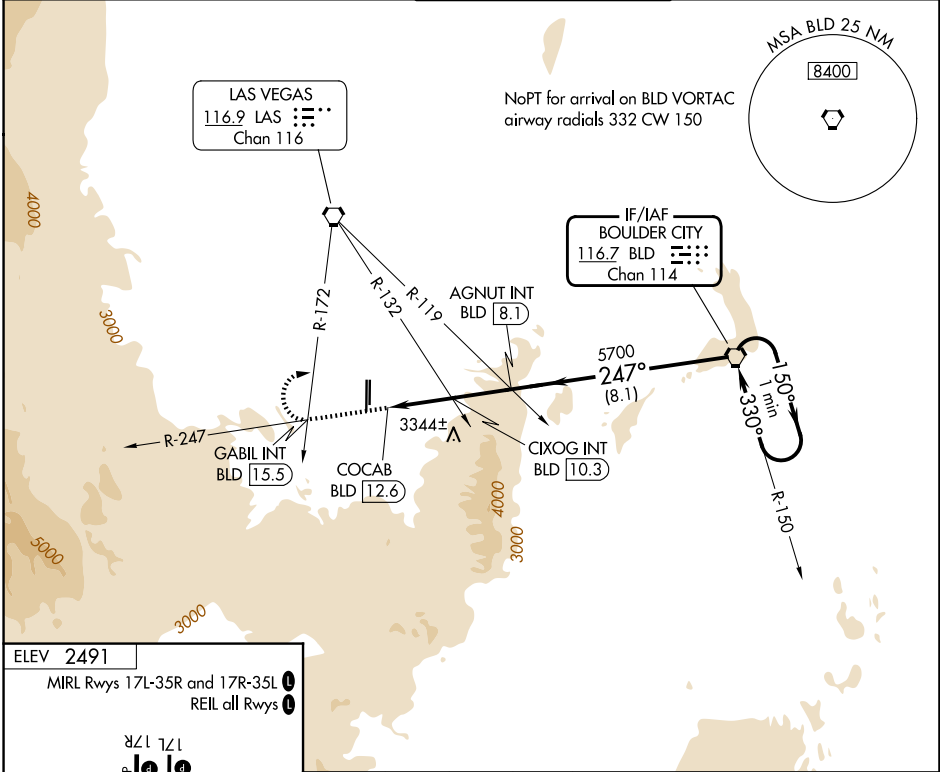 MSA BLD 25 NM
8400
LAS VEGAS
116.9 LAS
Chan 116
NoPT for arrival on BLD VORTAC
airway radials 332 CW 150
IF/IAF
BOULDER CITY
116.7 BLD
Chan 114
4000
3000
R-172
R-132
R-119
AGNUT INT
BLD 8.1
5700
247°
(8.1)
150°
1 min
330°
R-150
R-247
GABIL INT
BLD 15.5
COCAB
BLD 12.6
3344±
CIXOG INT
BLD 10.3
4000
3000
5000
3000
ELEV 2491
MIRL Rwys 17L-35R and 17R-35L L
REIL all Rwys L
17R 17L
P P P